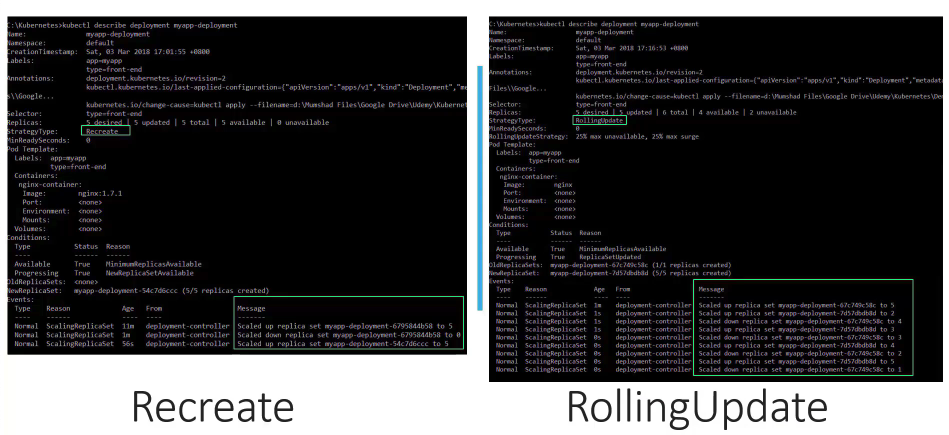 C:\Kubernetes>kubectl describe deployment myapp-deployment
Name: myapp-deployment
Namespace: default
CreationTimestamp: Sat, 03 Mar 2018 17:01:55 +0800
Labels: app=myapp
type=front-end
Annotations: deployment.kubernetes.io/revision=2
kubectl.kubernetes.io/last-applied-configuration={"apiVersion":"apps/v1","kind":"Deployment","me
s\\Google...
kubernetes.io/change-cause=kubectl apply --filename=d:\Mumshad Files\Google Drive\Udemy\Kubernet
Selector: type=front-end
Replicas: 5 desired | 5 updated | 5 total | 5 available | 0 unavailable
StrategyType: Recreate
MinReadySeconds: 0
Pod Template:
Labels: app=myapp
type=front-end
Containers:
nginx-container:
Image: nginx:1.7.1
Port: <none>
Environment: <none>
Mounts: <none>
Volumes: <none>
Conditions:
Type Status Reason
---- ------ ------
Available True MinimumReplicasAvailable
Progressing True NewReplicaSetAvailable
OldReplicaSets: <none>
NewReplicaSet: myapp-deployment-54c7d6ccc (5/5 replicas created)
Events:
Type Reason Age From Message
---- ------ ---- ---- -------
Normal ScalingReplicaSet 11m deployment-controller Scaled up replica set myapp-deployment-6795844b58 to 5
Normal ScalingReplicaSet 1m deployment-controller Scaled down replica set myapp-deployment-6795844b58 to 0
Normal ScalingReplicaSet 56s deployment-controller Scaled up replica set myapp-deployment-54c7d6ccc to 5
Recreate
C:\Kubernetes>kubectl describe deployment myapp-deployment
Name: myapp-deployment
Namespace: default
CreationTimestamp: Sat, 03 Mar 2018 17:16:53 +0800
Labels: app=myapp
type=front-end
Annotations: deployment.kubernetes.io/revision=2
kubectl.kubernetes.io/last-applied-configuration={"apiVersion":"apps/v1","kind":"Deployment","metadat
Files\\Google...
kubernetes.io/change-cause=kubectl apply --filename=d:\Mumshad Files\Google Drive\Udemy\Kubernetes\De
Selector: type=front-end
Replicas: 5 desired | 5 updated | 6 total | 4 available | 2 unavailable
StrategyType: RollingUpdate
MinReadySeconds: 0
RollingUpdateStrategy: 25% max unavailable, 25% max surge
Pod Template:
Labels: app=myapp
type=front-end
Containers:
nginx-container:
Image: nginx
Port: <none>
Environment: <none>
Mounts: <none>
Volumes: <none>
Conditions:
Type Status Reason
---- ------ ------
Available True MinimumReplicasAvailable
Progressing True ReplicaSetUpdated
OldReplicaSets: myapp-deployment-67c749c58c (1/1 replicas created)
NewReplicaSet: myapp-deployment-7d57dbdb8d (5/5 replicas created)
Events:
Type Reason Age From Message
---- ------ ---- ---- -------
Normal ScalingReplicaSet 1m deployment-controller Scaled up replica set myapp-deployment-67c749c58c to 5
Normal ScalingReplicaSet 1s deployment-controller Scaled up replica set myapp-deployment-7d57dbdb8d to 2
Normal ScalingReplicaSet 1s deployment-controller Scaled down replica set myapp-deployment-67c749c58c to 4
Normal ScalingReplicaSet 1s deployment-controller Scaled up replica set myapp-deployment-7d57dbdb8d to 3
Normal ScalingReplicaSet 0s deployment-controller Scaled down replica set myapp-deployment-67c749c58c to 3
Normal ScalingReplicaSet 0s deployment-controller Scaled up replica set myapp-deployment-7d57dbdb8d to 4
Normal ScalingReplicaSet 0s deployment-controller Scaled down replica set myapp-deployment-67c749c58c to 2
Normal ScalingReplicaSet 0s deployment-controller Scaled up replica set myapp-deployment-7d57dbdb8d to 5
Normal ScalingReplicaSet 0s deployment-controller Scaled down replica set myapp-deployment-67c749c58c to 1
RollingUpdate